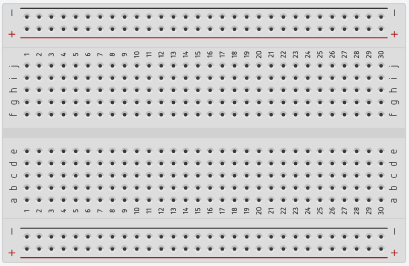 − −
+ +
1 2 3 4 5 6 7 8 9 10 11 12 13 14 15 16 17 18 19 20 21 22 23 24 25 26 27 28 29 30
j j
i i
h h
g g
f f
e e
d d
c c
b b
a a
1 2 3 4 5 6 7 8 9 10 11 12 13 14 15 16 17 18 19 20 21 22 23 24 25 26 27 28 29 30
− −
+ +